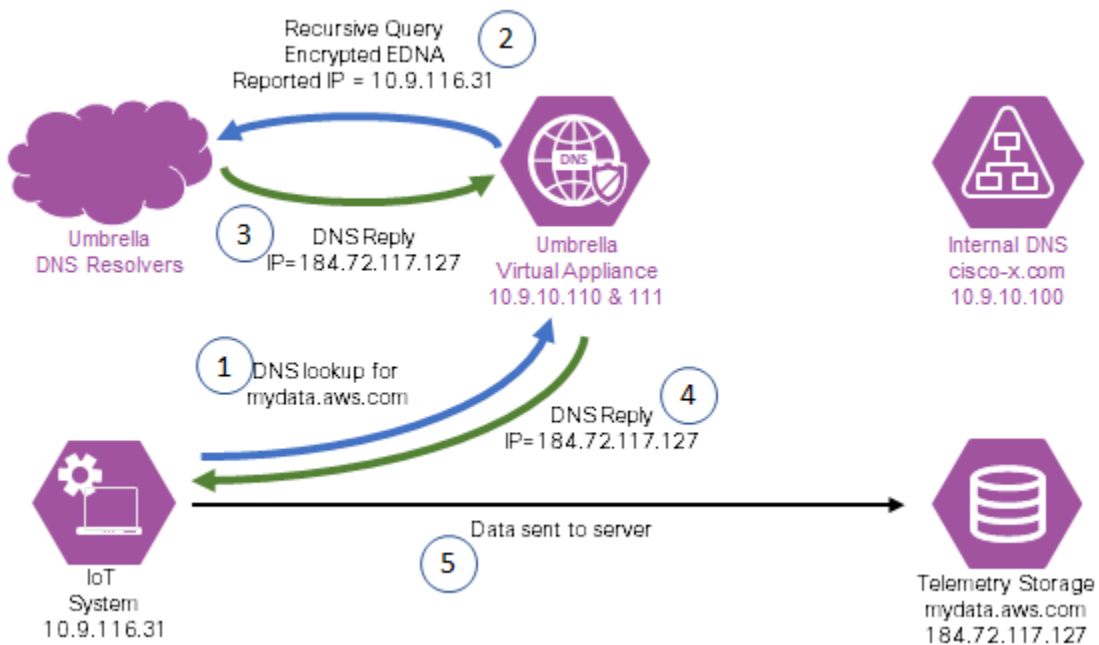 Recursive Query
Encrypted EDNA
Reported IP = 10.9.116.31
2
DNS
Umbrella
DNS Resolvers
3
DNS Reply
IP=184.72.117.127
Umbrella
Virtual Appliance
10.9.10.110 & 111
Internal DNS
cisco-x.com
10.9.10.100
1
DNS lookup for
mydata.aws.com
4
DNS Reply
IP=184.72.117.127
Data sent to server
5
IoT
System
10.9.116.31
Telemetry Storage
mydata.aws.com
184.72.117.127